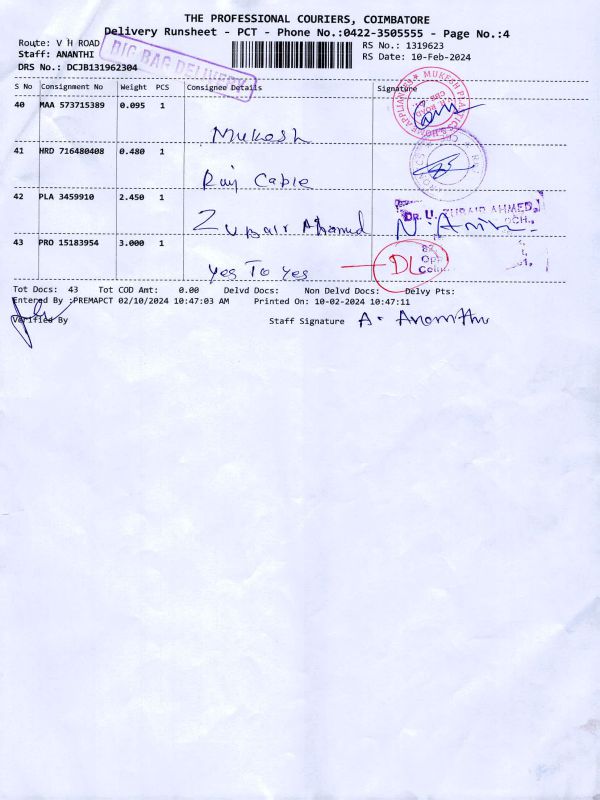 THE PROFESSIONAL COURIERS, COIMBATORE
Delivery Runsheet - PCT - Phone No.:0422-3505555 - Page No.:4
Route: V H ROAD RS No.: 1319623
Staff: ANANTHI RS Date: 10-Feb-2024
DRS No.: DCJB131962304
BIG BAG DELIVERY
S No Consignment No Weight PCS Consignee Details Signature
40 MAA 573715389 0.095 1
Mukesh
MUKESH PLASTICS & HOME APPLIANCES
41 HRD 716480408 0.480 1
Raj Cable
42 PLA 3459910 2.450 1
Zubair Ahamed
DR. U. ZUBAIR AHMED,
43 PRO 15183954 3.000 1
Yes To Yes DL
Tot Docs: 43 Tot COD Amt: 0.00 Delvd Docs: Non Delvd Docs: Delvy Pts:
Entered By :PREMAPCT 02/10/2024 10:47:03 AM Printed On: 10-02-2024 10:47:11
Verified By Staff Signature A. Ananthi